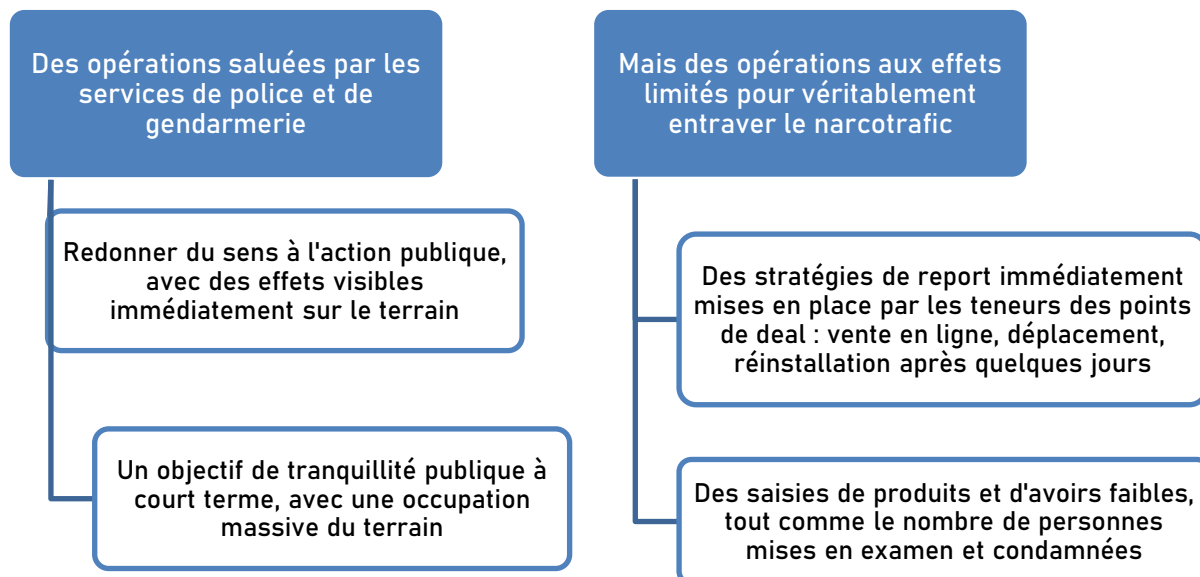 Des opérations saluées par les
services de police et de
gendarmerie
Redonner du sens à l'action publique,
avec des effets visibles
immédiatement sur le terrain
Un objectif de tranquillité publique à
court terme, avec une occupation
massive du terrain
Mais des opérations aux effets
limités pour véritablement
entraver le narcotrafic
Des stratégies de report immédiatement
mises en place par les teneurs des points
de deal : vente en ligne, déplacement,
réinstallation après quelques jours
Des saisies de produits et d'avoirs faibles,
tout comme le nombre de personnes
mises en examen et condamnées